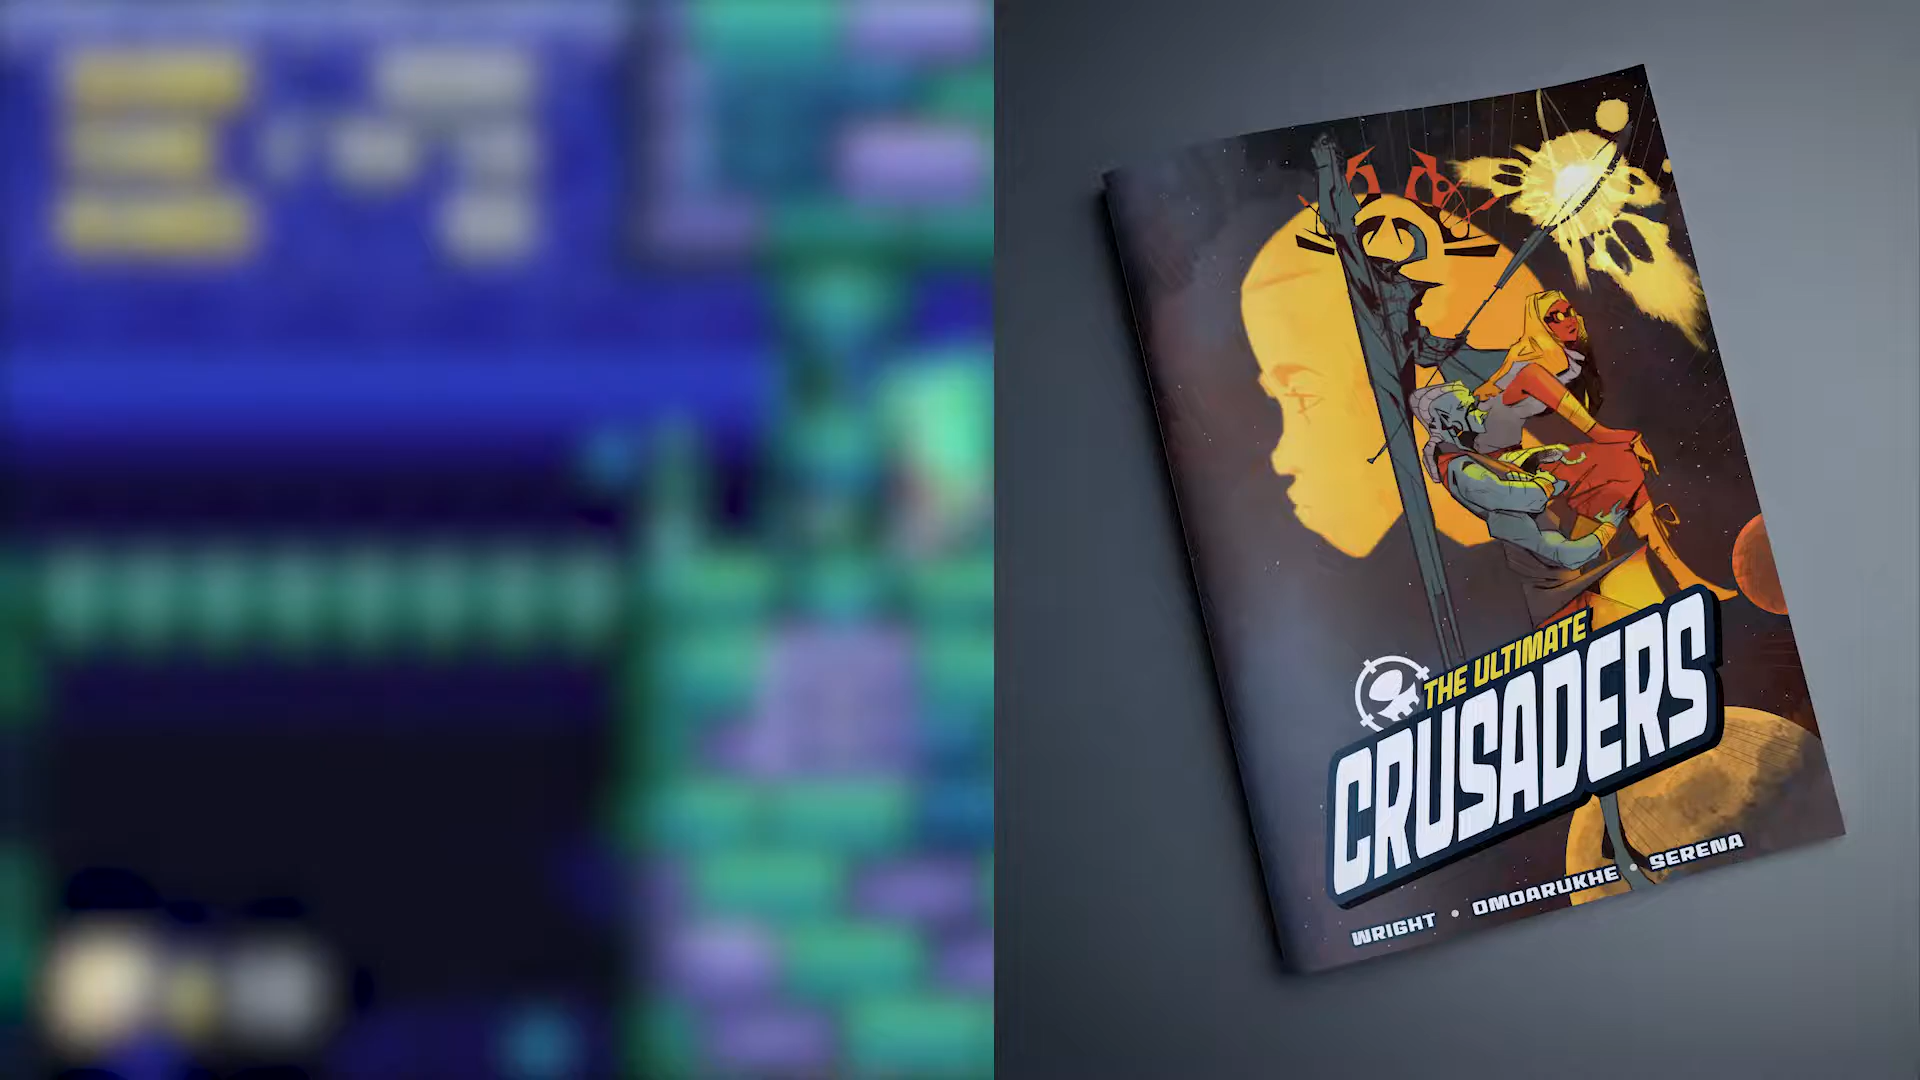 THE ULTIMATE
CRUSADERS
WRIGHT • OMOARUKHE • SERENA